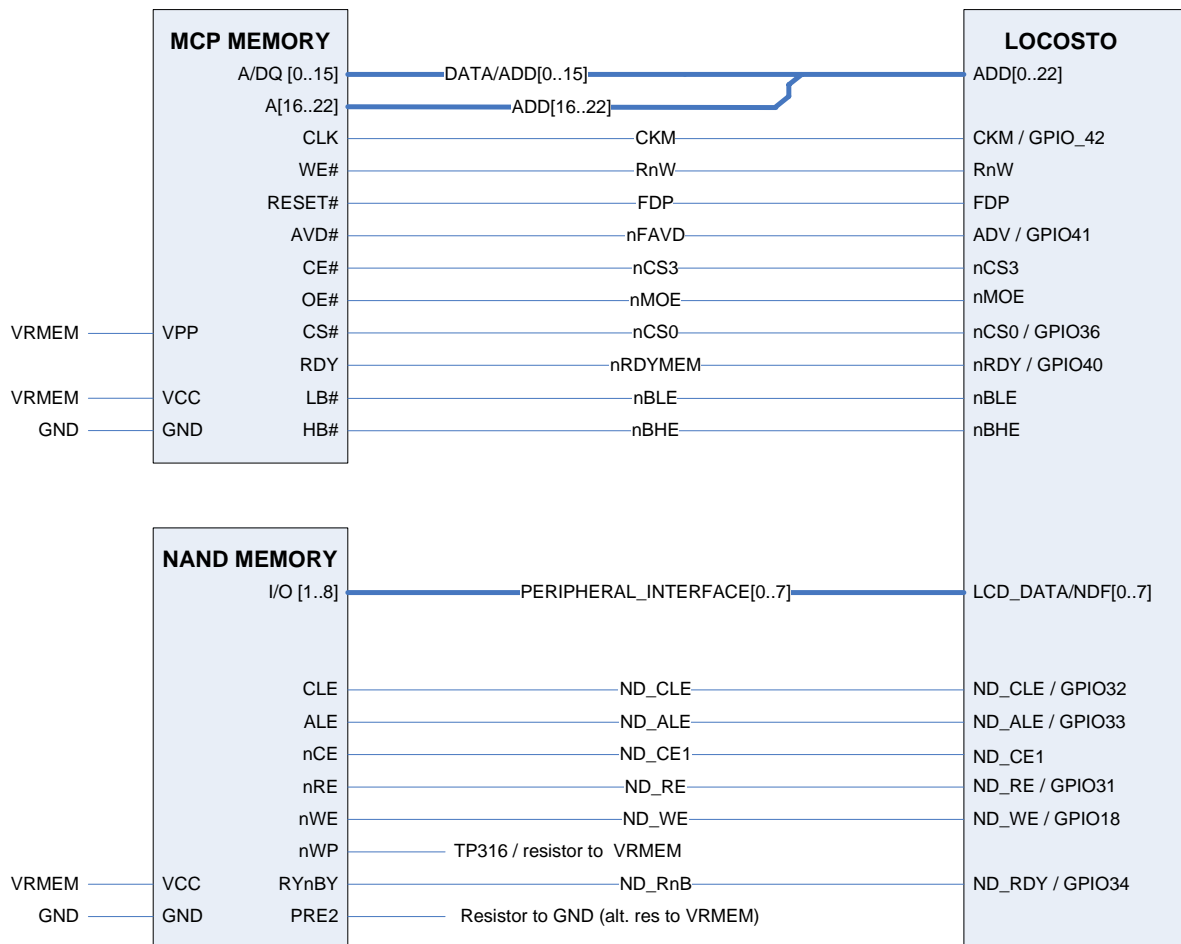 MCP MEMORY LOCOSTO
A/DQ [0..15] DATA/ADD[0..15] ADD[0..22]
A[16..22] ADD[16..22]
CLK CKM CKM / GPIO_42
WE# RnW RnW
RESET# FDP FDP
AVD# nFAVD ADV / GPIO41
CE# nCS3 nCS3
OE# nMOE nMOE
VRMEM VPP CS# nCS0 nCS0 / GPIO36
RDY nRDYMEM nRDY / GPIO40
VRMEM VCC LB# nBLE nBLE
GND GND HB# nBHE nBHE
NAND MEMORY
I/O [1..8] PERIPHERAL_INTERFACE[0..7] LCD_DATA/NDF[0..7]
CLE ND_CLE ND_CLE / GPIO32
ALE ND_ALE ND_ALE / GPIO33
nCE ND_CE1 ND_CE1
nRE ND_RE ND_RE / GPIO31
nWE ND_WE ND_WE / GPIO18
nWP TP316 / resistor to VRMEM
VRMEM VCC RYnBY ND_RnB ND_RDY / GPIO34
GND GND PRE2 Resistor to GND (alt. res to VRMEM)